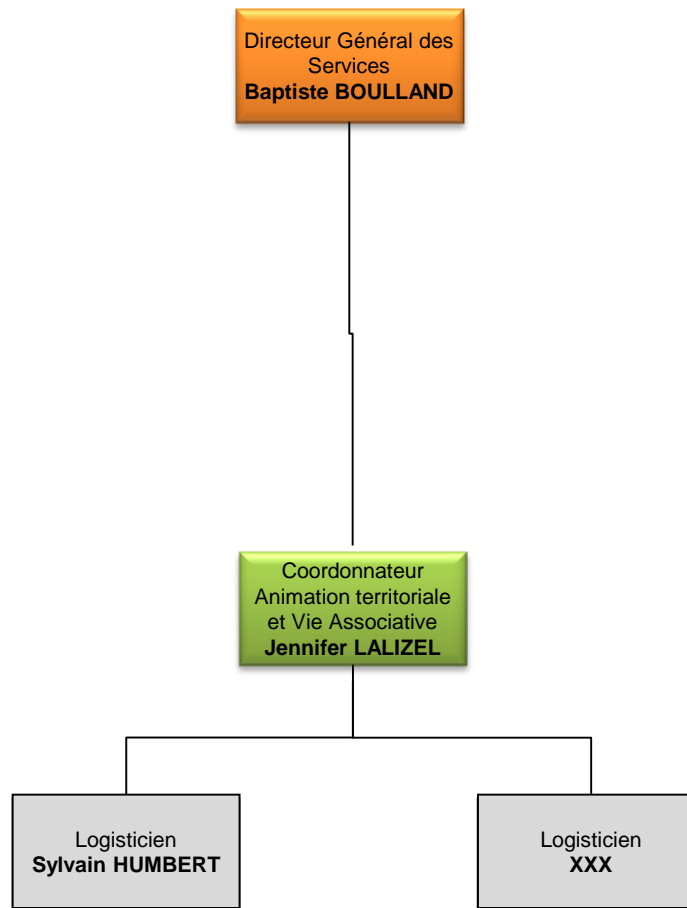 Directeur Général des
Services
Baptiste BOULLAND
Coordonnateur
Animation territoriale
et Vie Associative
Jennifer LALIZEL
Logisticien
Sylvain HUMBERT
Logisticien
XXX